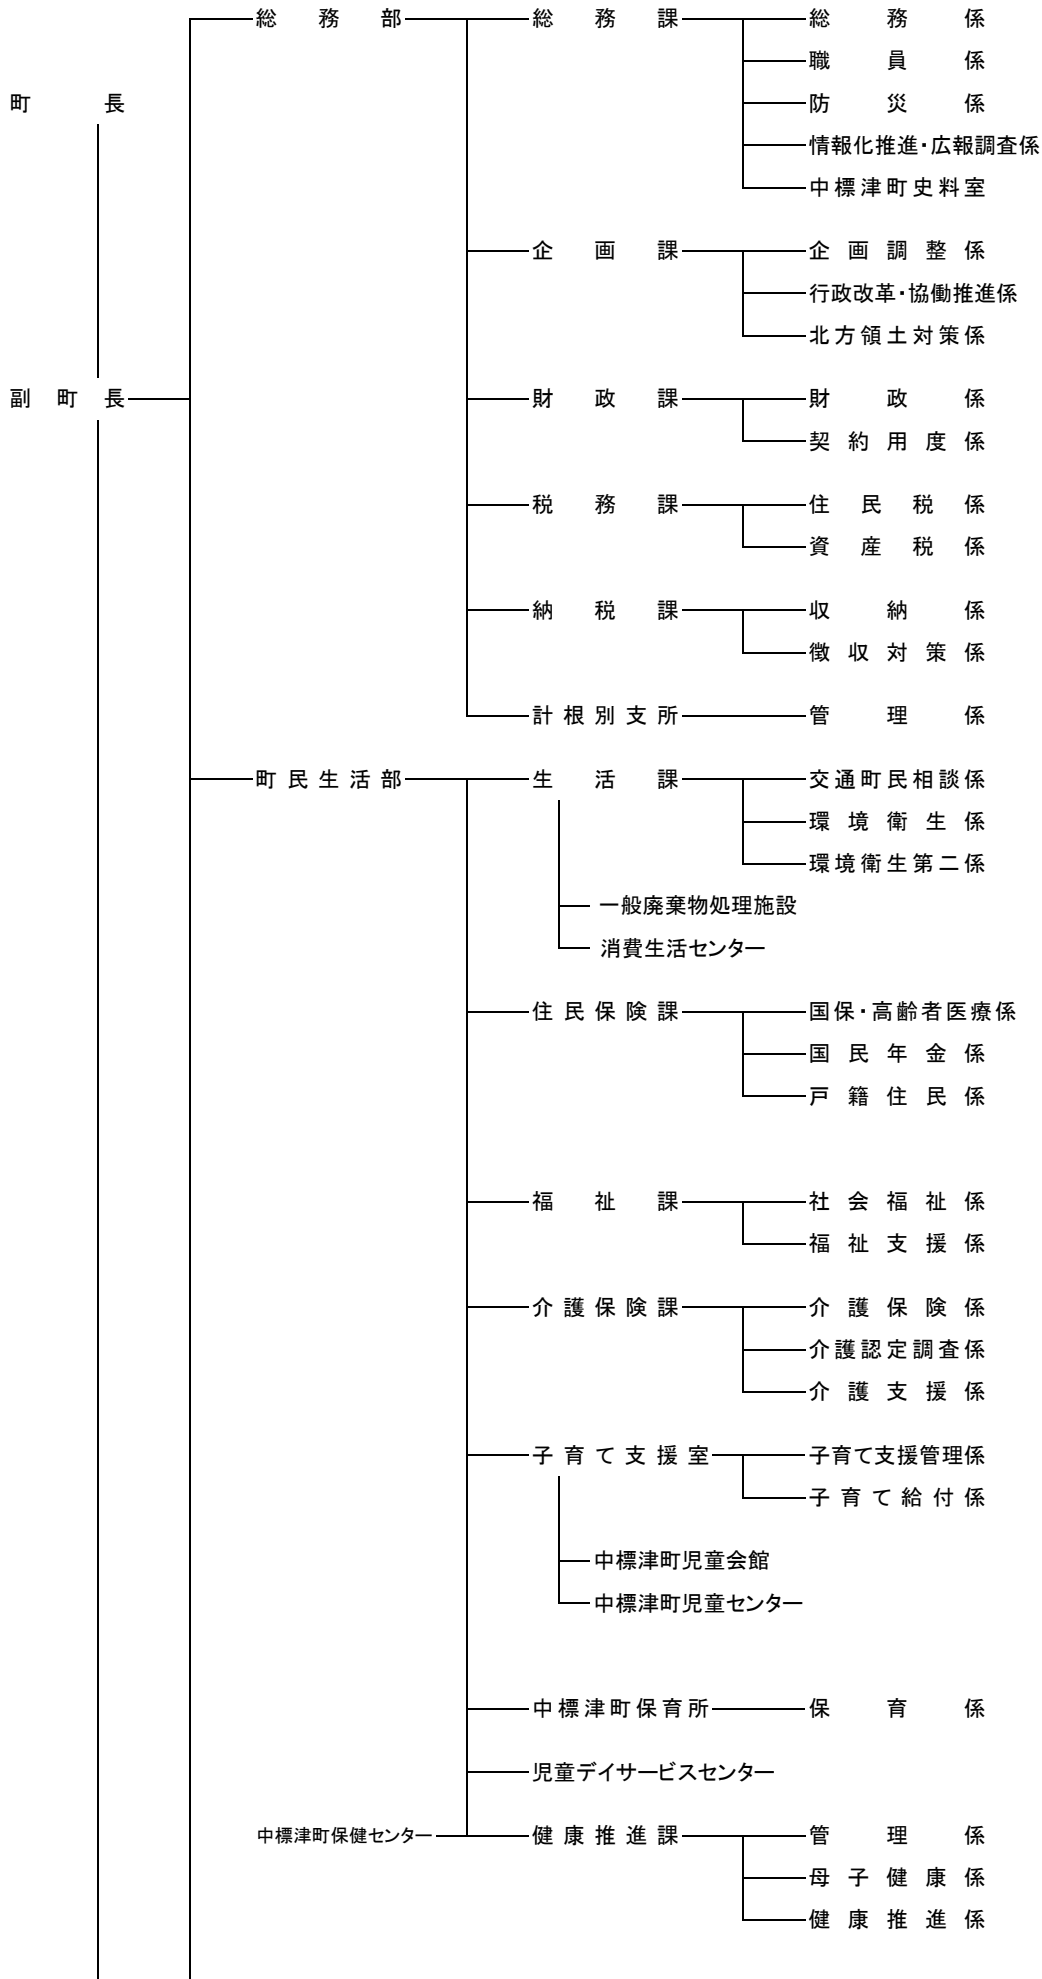 総務部 総務課 総務係
職員係
町長 防災係
情報化推進・広報調査係
中標津町史料室
企画課 企画調整係
行政改革・協働推進係
北方領土対策係
副町長 財政課 財政係
契約用度係
税務課 住民税係
資産税係
納税課 収納係
徴収対策係
計根別支所 管理係
町民生活部 生活課 交通町民相談係
環境衛生係
環境衛生第二係
一般廃棄物処理施設
消費生活センター
住民保険課 国保・高齢者医療係
国民年金係
戸籍住民係
福祉課 社会福祉係
福祉支援係
介護保険課 介護保険係
介護認定調査係
介護支援係
子育て支援室 子育て支援管理係
子育て給付係
中標津町児童会館
中標津町児童センター
中標津町保育所 保育係
児童デイサービスセンター
中標津町保健センター 健康推進課 管理係
母子健康係
健康推進係